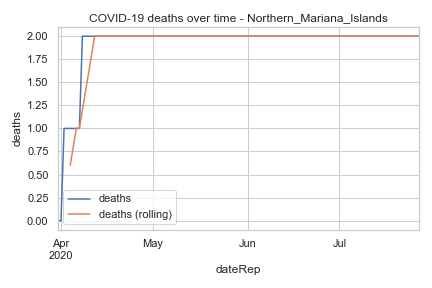 COVID-19 deaths over time - Northern_Mariana_Islands
2.00
1.75
1.50
1.25
1.00
0.75
0.50
0.25
0.00
deaths
deaths
deaths (rolling)
Apr
2020
May
Jun
Jul
dateRep